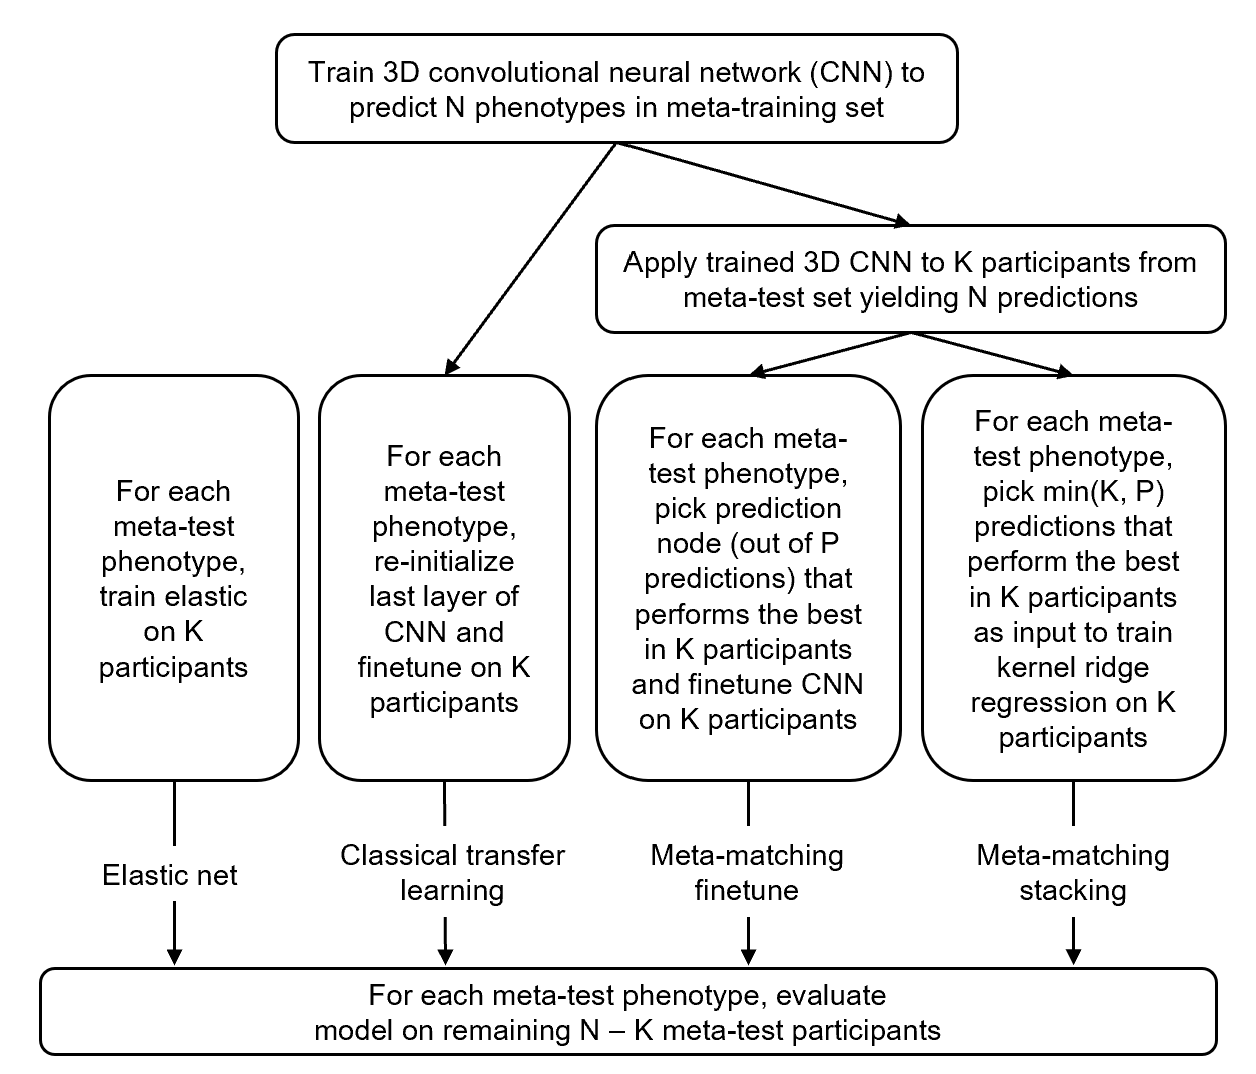 Train 3D convolutional neural network (CNN) to
predict N phenotypes in meta-training set
Apply trained 3D CNN to K participants from
meta-test set yielding N predictions
For each
meta-test
phenotype,
train elastic
on K
participants
For each
meta-test
phenotype,
re-initialize
last layer of
CNN and
finetune on K
participants
For each meta-
test phenotype,
pick prediction
node (out of P
predictions) that
performs the best
in K participants
and finetune CNN
on K participants
For each meta-
test phenotype,
pick min(K, P)
predictions that
perform the best
in K participants
as input to train
kernel ridge
regression on K
participants
Elastic net
Classical transfer
learning
Meta-matching
finetune
Meta-matching
stacking
For each meta-test phenotype, evaluate
model on remaining N – K meta-test participants